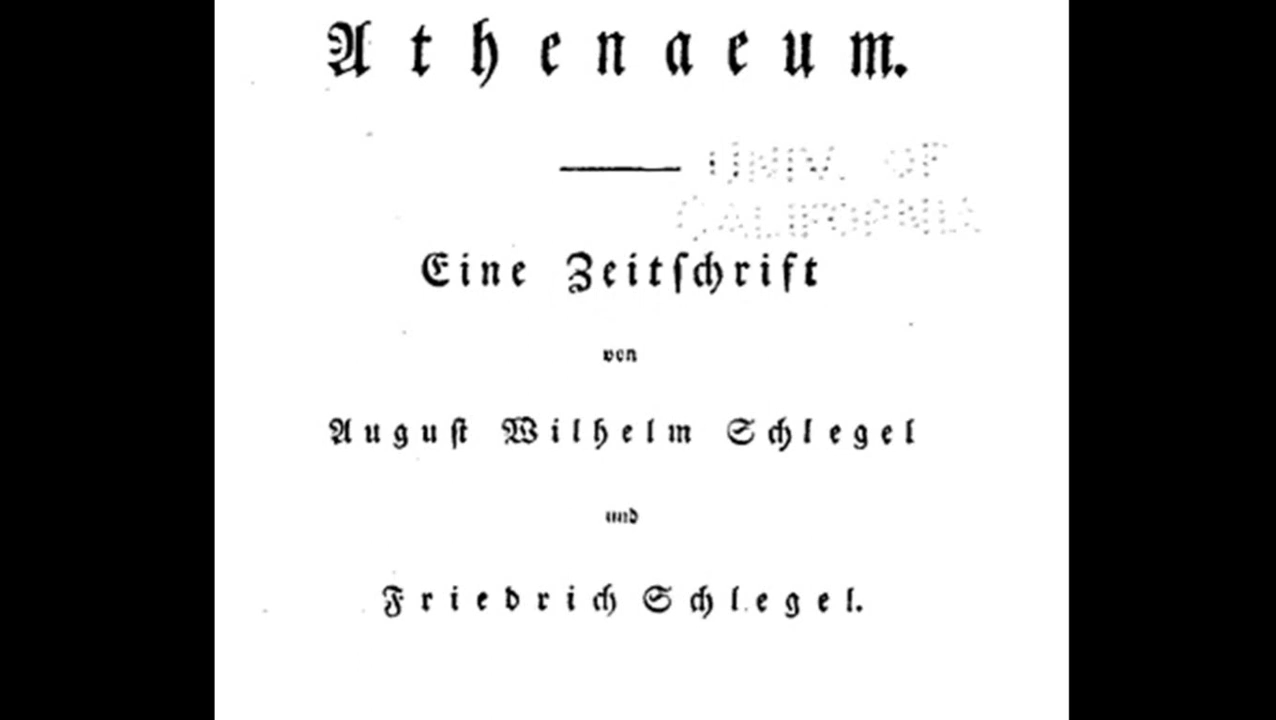 Athenaeum.
UNIV. OF
CALIFORNIA
Eine Zeitſchrift
von
Auguſt Wilhelm Schlegel
und
Friedrich Schlegel.